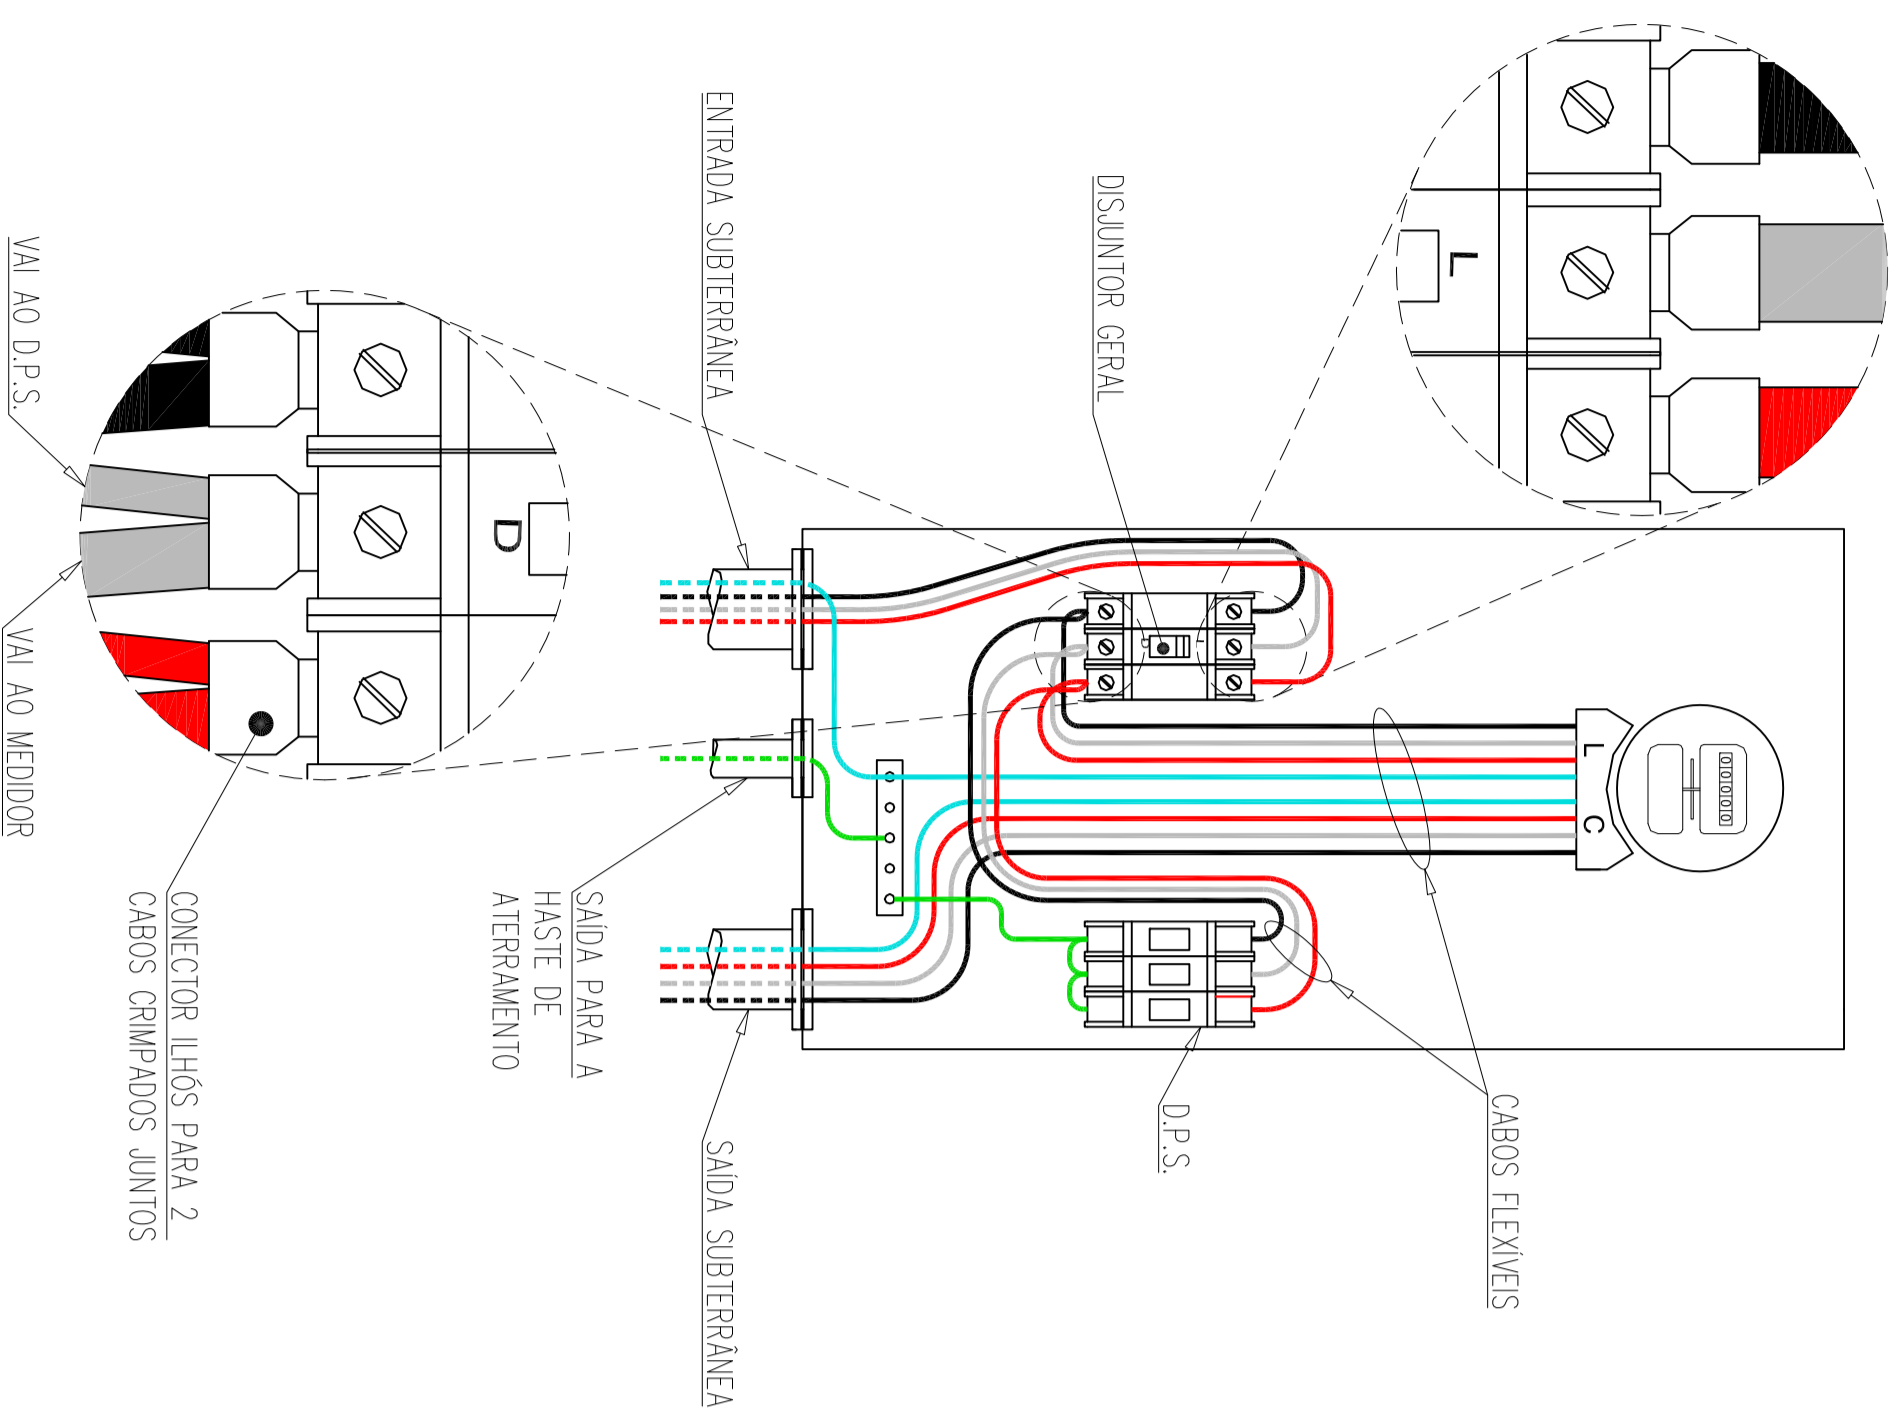 L
DISJUNTOR GERAL
ENTRADA SUBTERRÂNEA
VAI AO D.P.S.
VAI AO MEDIDOR
D
L
C
00000
L
D
CABOS FLEXÍVEIS
D.P.S.
SAÍDA SUBTERRÂNEA
SAÍDA PARA A
HASTE DE
ATERRAMENTO
CONECTOR ILHÓS PARA 2
CABOS CRIMPADOS JUNTOS